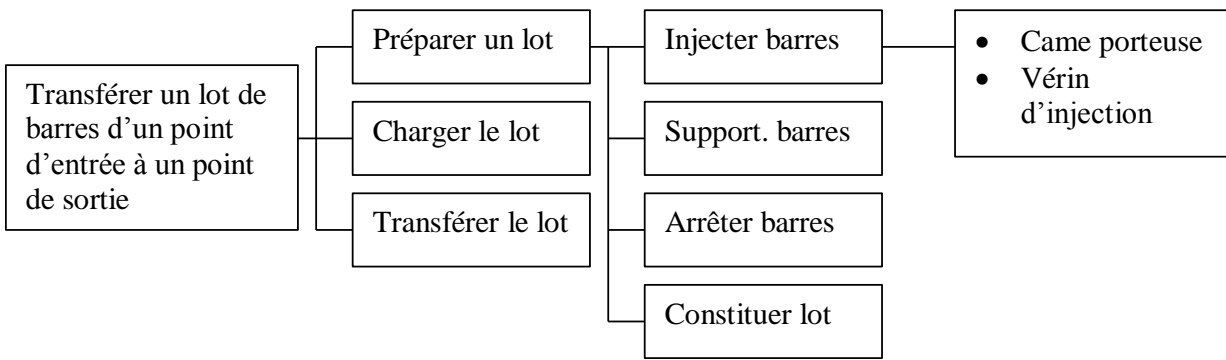 Transférer un lot de
barres d’un point
d’entrée à un point
de sortie
Préparer un lot
Charger le lot
Transférer le lot
Injecter barres
Support. barres
Arrêter barres
Constituer lot
• Came porteuse
• Vérin
d’injection